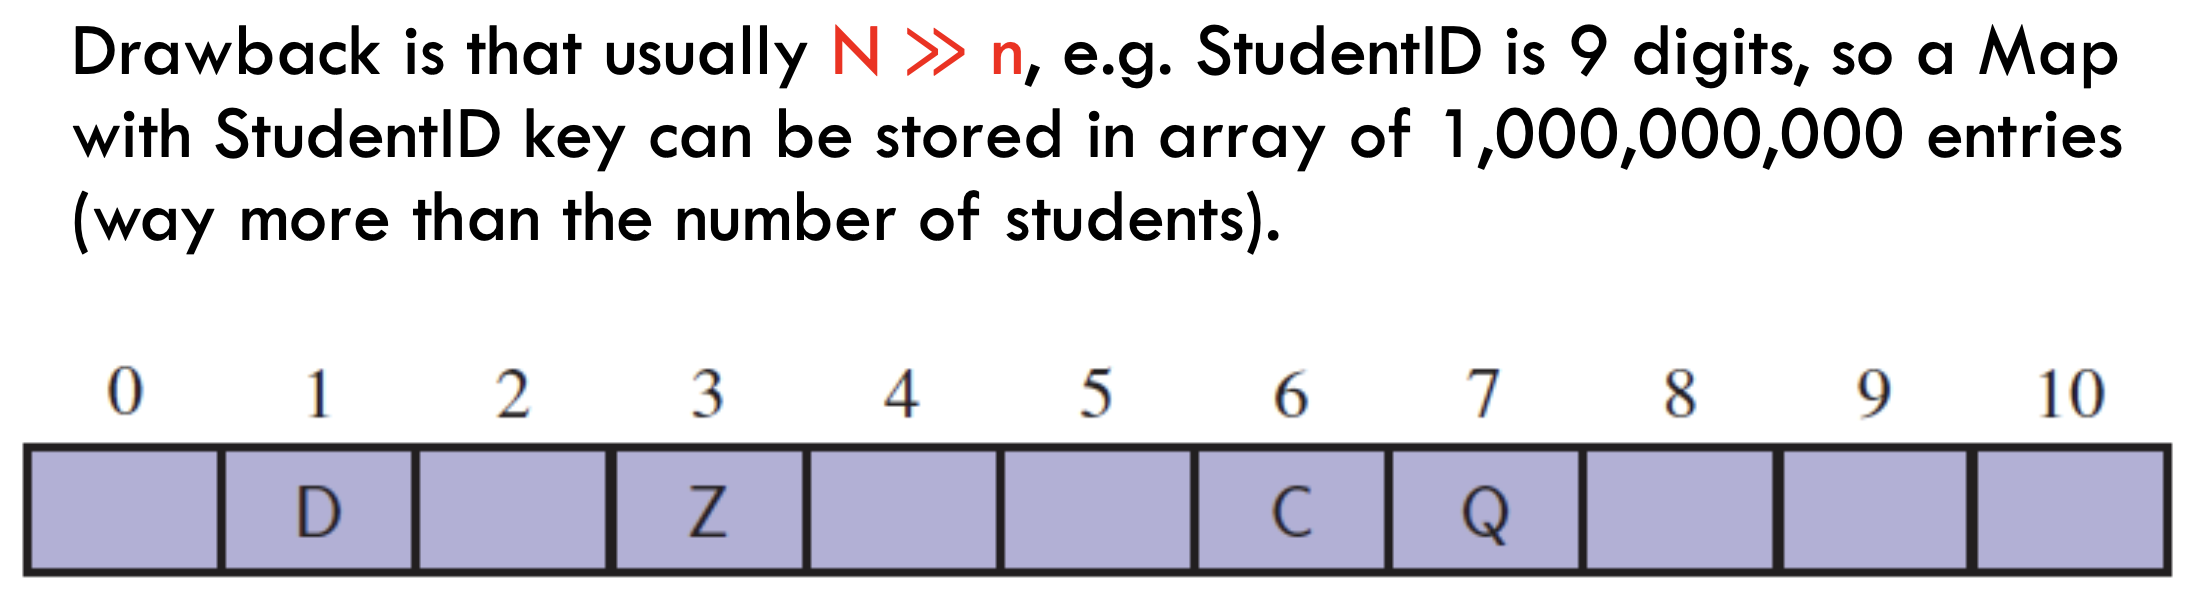 Drawback is that usually N ≫ n, e.g. StudentID is 9 digits, so a Map
with StudentID key can be stored in array of 1,000,000,000 entries
(way more than the number of students).
0 1 2 3 4 5 6 7 8 9 10
D Z C Q